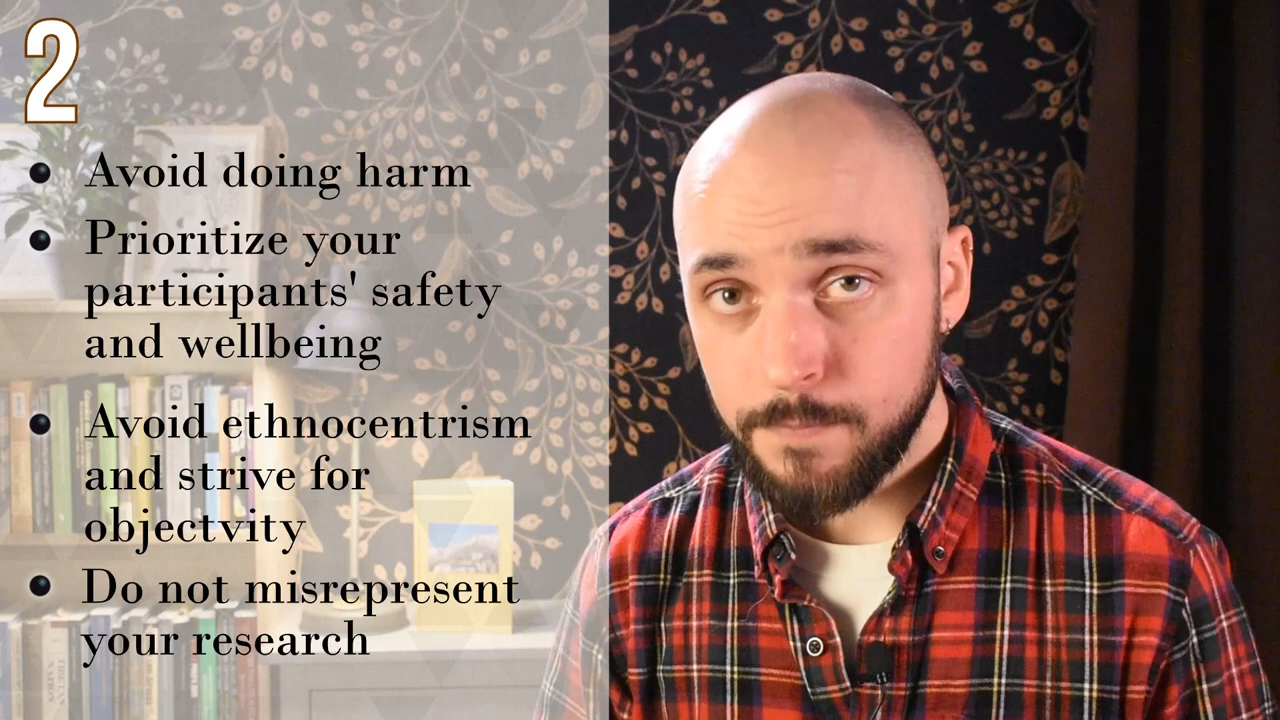 2
Avoid doing harm
Prioritize your
participants' safety
and wellbeing
Avoid ethnocentrism
and strive for
objectvity
Do not misrepresent
your research